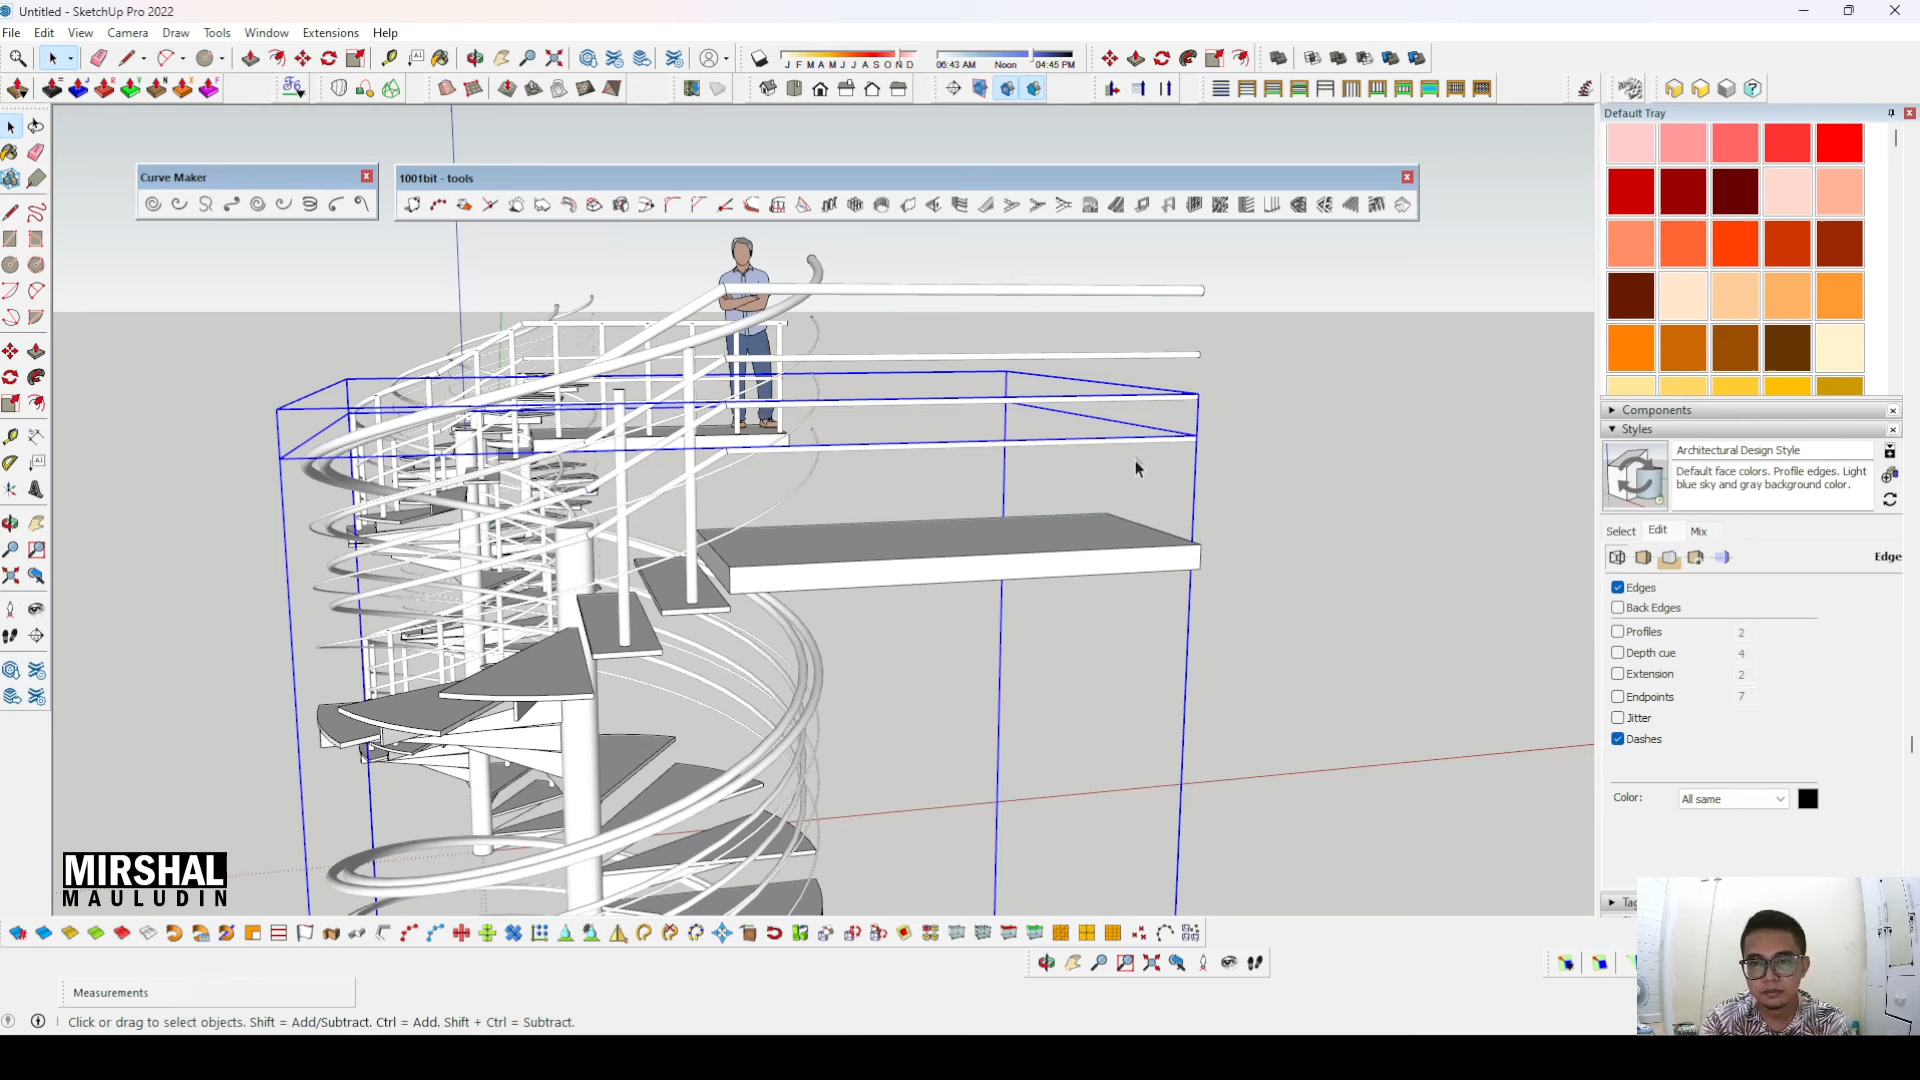 Untitled - SketchUp Pro 2022
File Edit View Camera Draw Tools Window Extensions Help
J F M A M J J A S O N D
06:43 AM Noon 04:45 PM
Default Tray
Curve Maker
1001bit - tools
Components
Styles
Architectural Design Style
Default face colors. Profile edges. Light
blue sky and gray background color.
Select Edit Mix
Edge
Edges
Back Edges
Profiles 2
Depth cue 4
Extension 2
Endpoints 7
Jitter
Dashes
Color: All same
MIRSHAL
MAULUDIN
Measurements
Click or drag to select objects. Shift = Add/Subtract. Ctrl = Add. Shift + Ctrl = Subtract.